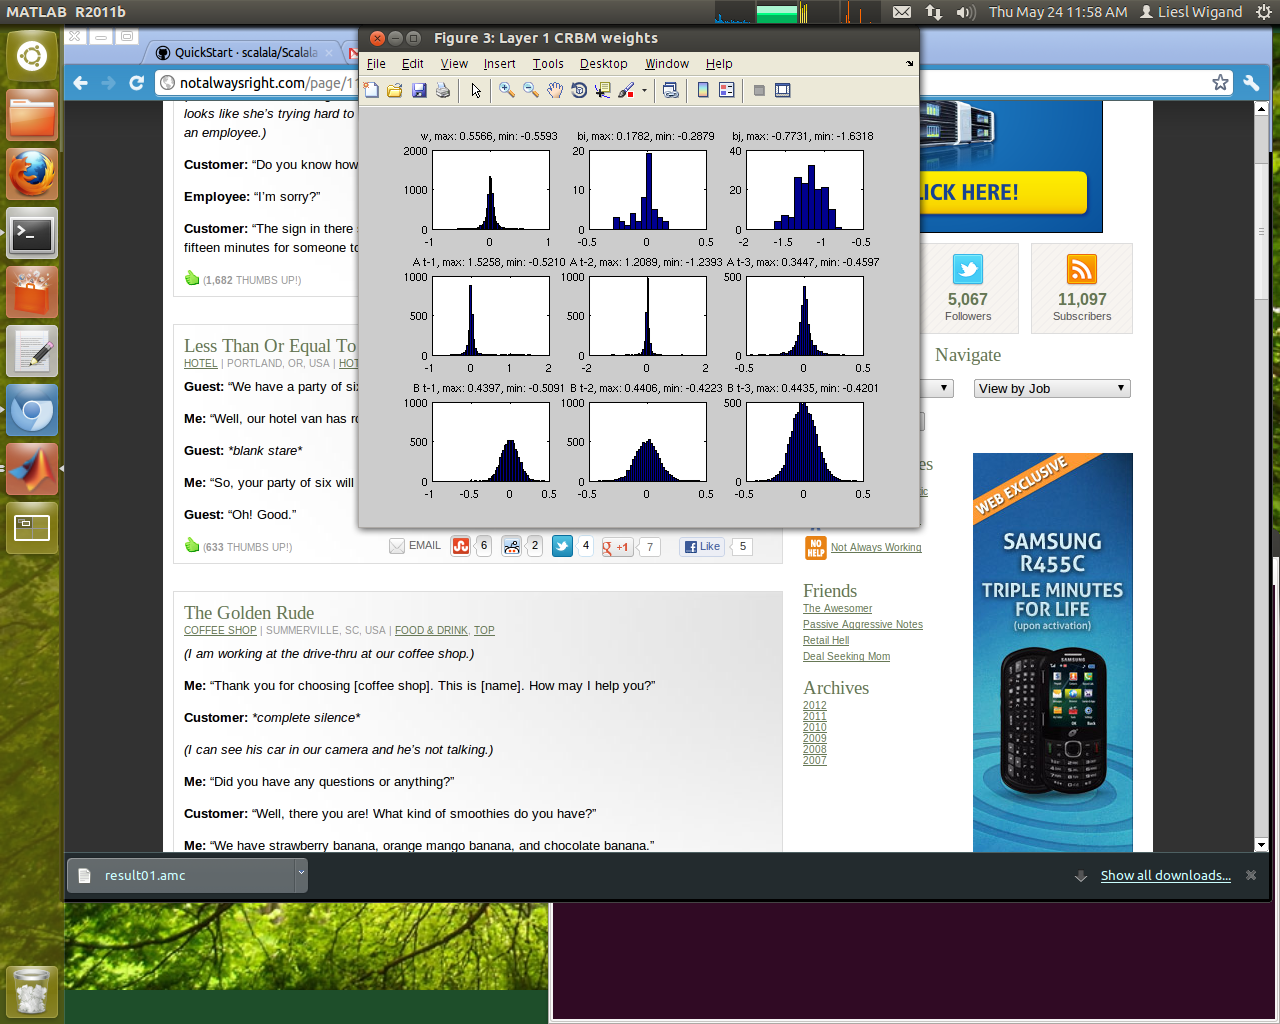 MATLAB R2011b
Thu May 24 11:58 AM
Liesl Wigand
QuickStart · scalala/Scalala
Figure 3: Layer 1 CRBM weights
File Edit View Insert Tools Desktop Window Help
notalwaysright.com/page/11
w, max: 0.5566, min: -0.5593
bi, max: 0.1782, min: -0.2879
bj, max: -0.7731, min: -1.6318
2000
1000
0
-1 0 1
20
10
0
-0.5 0 0.5
40
20
0
-2 -1.5 -1 -0.5
A t-1, max: 1.5258, min: -0.5210
A t-2, max: 1.2089, min: -1.2393
A t-3, max: 0.3447, min: -0.4597
1000
500
0
-1 0 1 2
1000
500
0
-2 0 2
500
0
-0.5 0 0.5
B t-1, max: 0.4397, min: -0.5091
B t-2, max: 0.4406, min: -0.4223
B t-3, max: 0.4435, min: -0.4201
1000
500
0
-1 -0.5 0 0.5
1000
500
0
-0.5 0 0.5
500
0
-0.5 0 0.5
looks like she's trying hard to
an employee.)
Customer: “Do you know how
Employee: “I'm sorry?”
Customer: “The sign in there
fifteen minutes for someone to
(1,682 THUMBS UP!)
Less Than Or Equal To
HOTEL | PORTLAND, OR, USA |
Guest: “We have a party of six
Me: “Well, our hotel van has
Guest: *blank stare*
Me: “So, your party of six will
Guest: “Oh! Good.”
(633 THUMBS UP!)
EMAIL 6 2 4 +1 7 Like 5
The Golden Rude
COFFEE SHOP | SUMMERVILLE, SC, USA | FOOD & DRINK, TOP
(I am working at the drive-thru at our coffee shop.)
Me: “Thank you for choosing [coffee shop]. This is [name]. How may I help you?”
Customer: *complete silence*
(I can see his car in our camera and he's not talking.)
Me: “Did you have any questions or anything?”
Customer: “Well, there you are! What kind of smoothies do you have?”
Me: “We have strawberry banana, orange mango banana, and chocolate banana.”
LICK HERE!
5,067
Followers
11,097
Subscribers
Navigate
View by Job
NO HELP
Not Always Working
Friends
The Awesomer
Passive Aggressive Notes
Retail Hell
Deal Seeking Mom
Archives
2012
2011
2010
2009
2008
2007
WEB EXCLUSIVE
SAMSUNG
R455C
TRIPLE MINUTES
FOR LIFE
(upon activation)
SAMSUNG
result01.amc
Show all downloads...